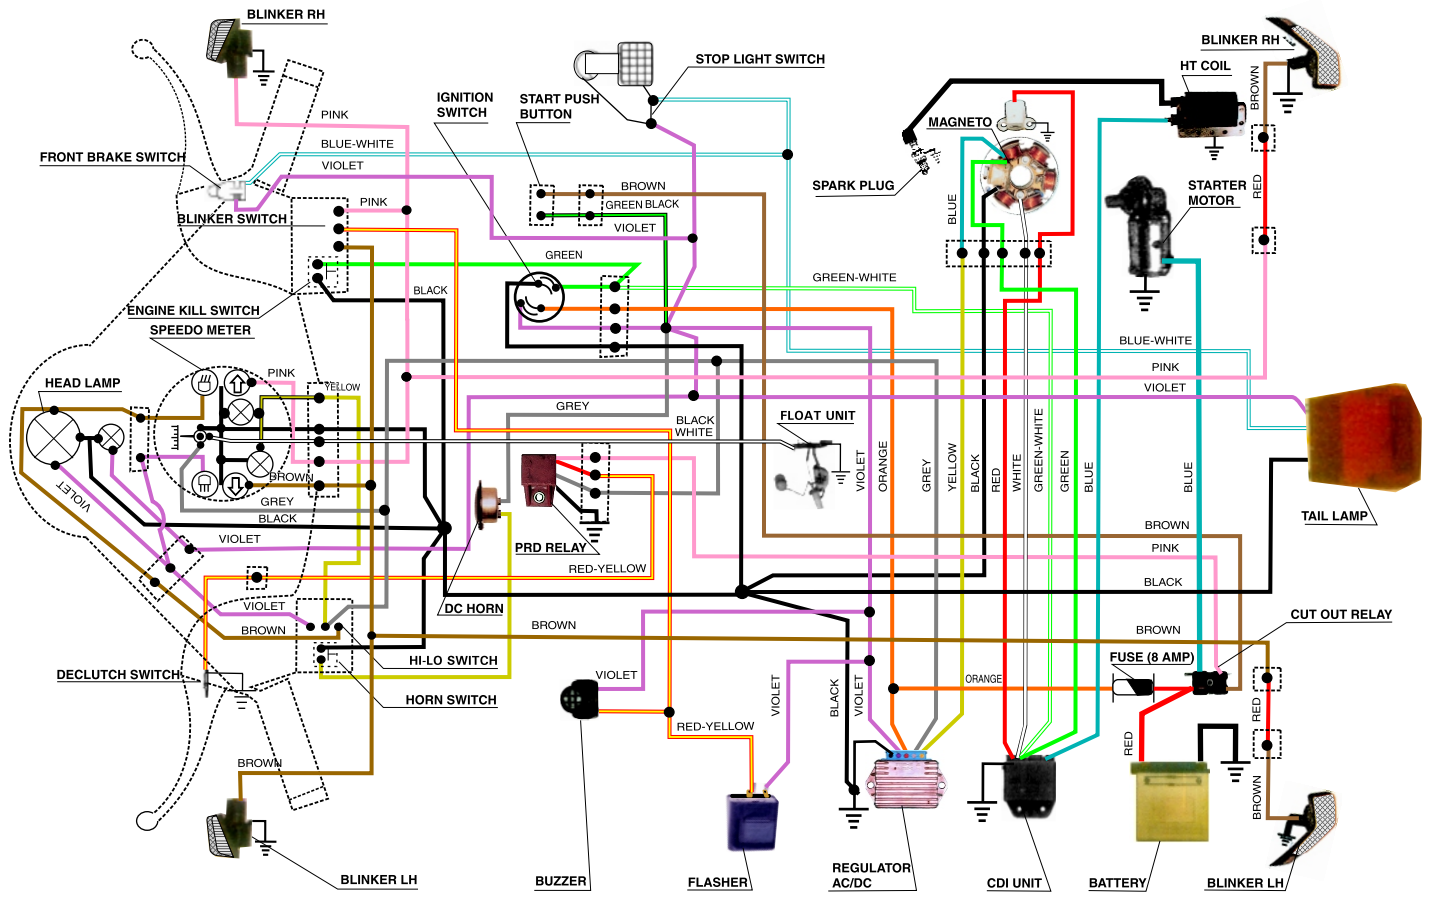 BLINKER RH
STOP LIGHT SWITCH
BLINKER RH
HT COIL
IGNITION
SWITCH
START PUSH
BUTTON
BROWN
PINK
MAGNETO
FRONT BRAKE SWITCH
BLUE-WHITE
VIOLET
SPARK PLUG
STARTER
MOTOR
BROWN
RED
PINK
GREEN BLACK
BLUE
BLINKER SWITCH
VIOLET
GREEN
GREEN-WHITE
BLACK
ENGINE KILL SWITCH
SPEEDO METER
BLUE-WHITE
PINK
PINK
HEAD LAMP
YELLOW
VIOLET
GREY
BLACK
WHITE
FLOAT UNIT
VIOLET
ORANGE
GREY
YELLOW
BLACK
RED
WHITE
GREEN-WHITE
GREEN
BLUE
BLUE
BROWN
VIOLET
GREY
BLACK
TAIL LAMP
BROWN
VIOLET
PRD RELAY
PINK
RED-YELLOW
BLACK
DC HORN
VIOLET
BROWN
BROWN
BROWN
CUT OUT RELAY
HI-LO SWITCH
FUSE (8 AMP)
DECLUTCH SWITCH
VIOLET
ORANGE
HORN SWITCH
VIOLET
BLACK
VIOLET
RED
RED-YELLOW
RED
BROWN
BROWN
BLINKER LH
BUZZER
FLASHER
REGULATOR
AC/DC
CDI UNIT
BATTERY
BLINKER LH